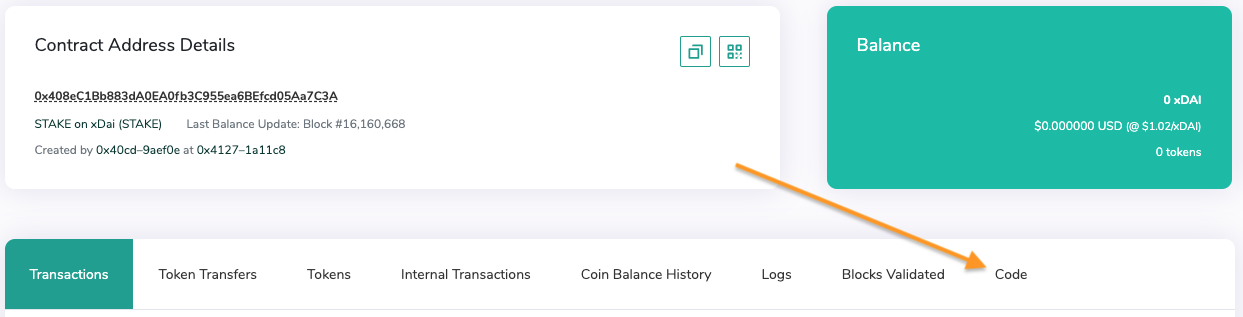 Contract Address Details
0x408eC1Bb883dA0EA0fb3C955ea6BEfcd05Aa7C3A
STAKE on xDai (STAKE) Last Balance Update: Block #16,160,668
Created by 0x40cd–9aef0e at 0x4127–1a11c8
Balance
0 xDAI
$0.000000 USD (@ $1.02/xDAI)
0 tokens
Transactions Token Transfers Tokens Internal Transactions Coin Balance History Logs Blocks Validated Code